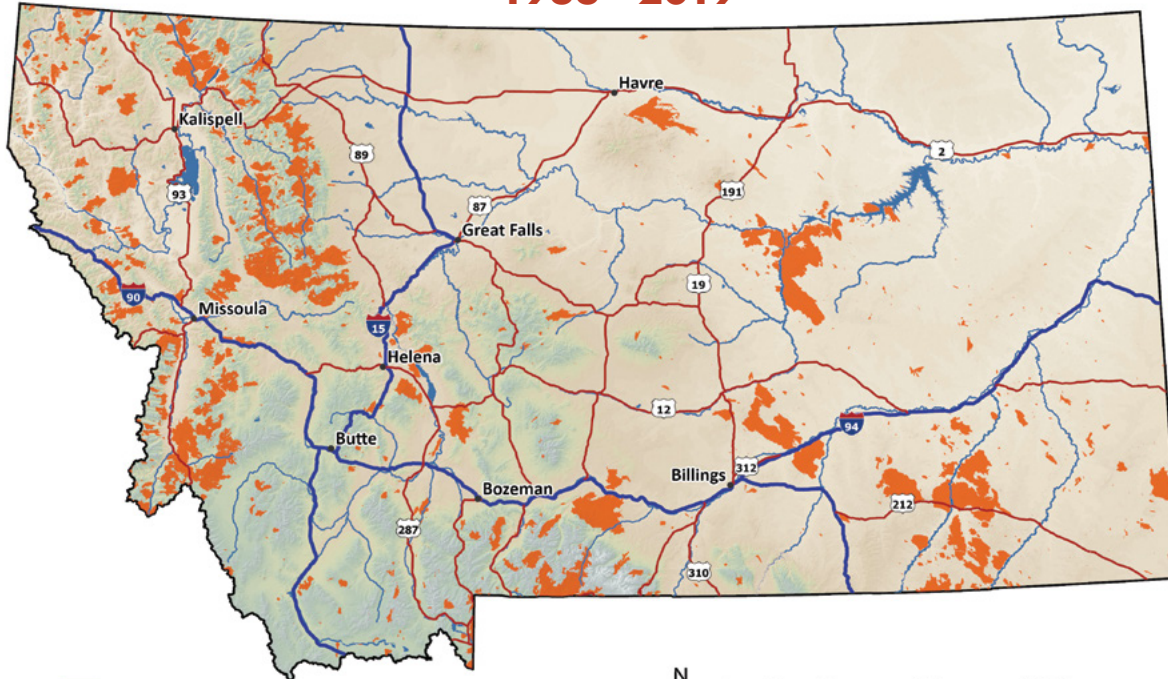 Havre
Kalispell
2
89
191
93
87
Great Falls
19
90
Missoula
15
Helena
12
94
Butte
312
Billings
Bozeman
212
287
310
N